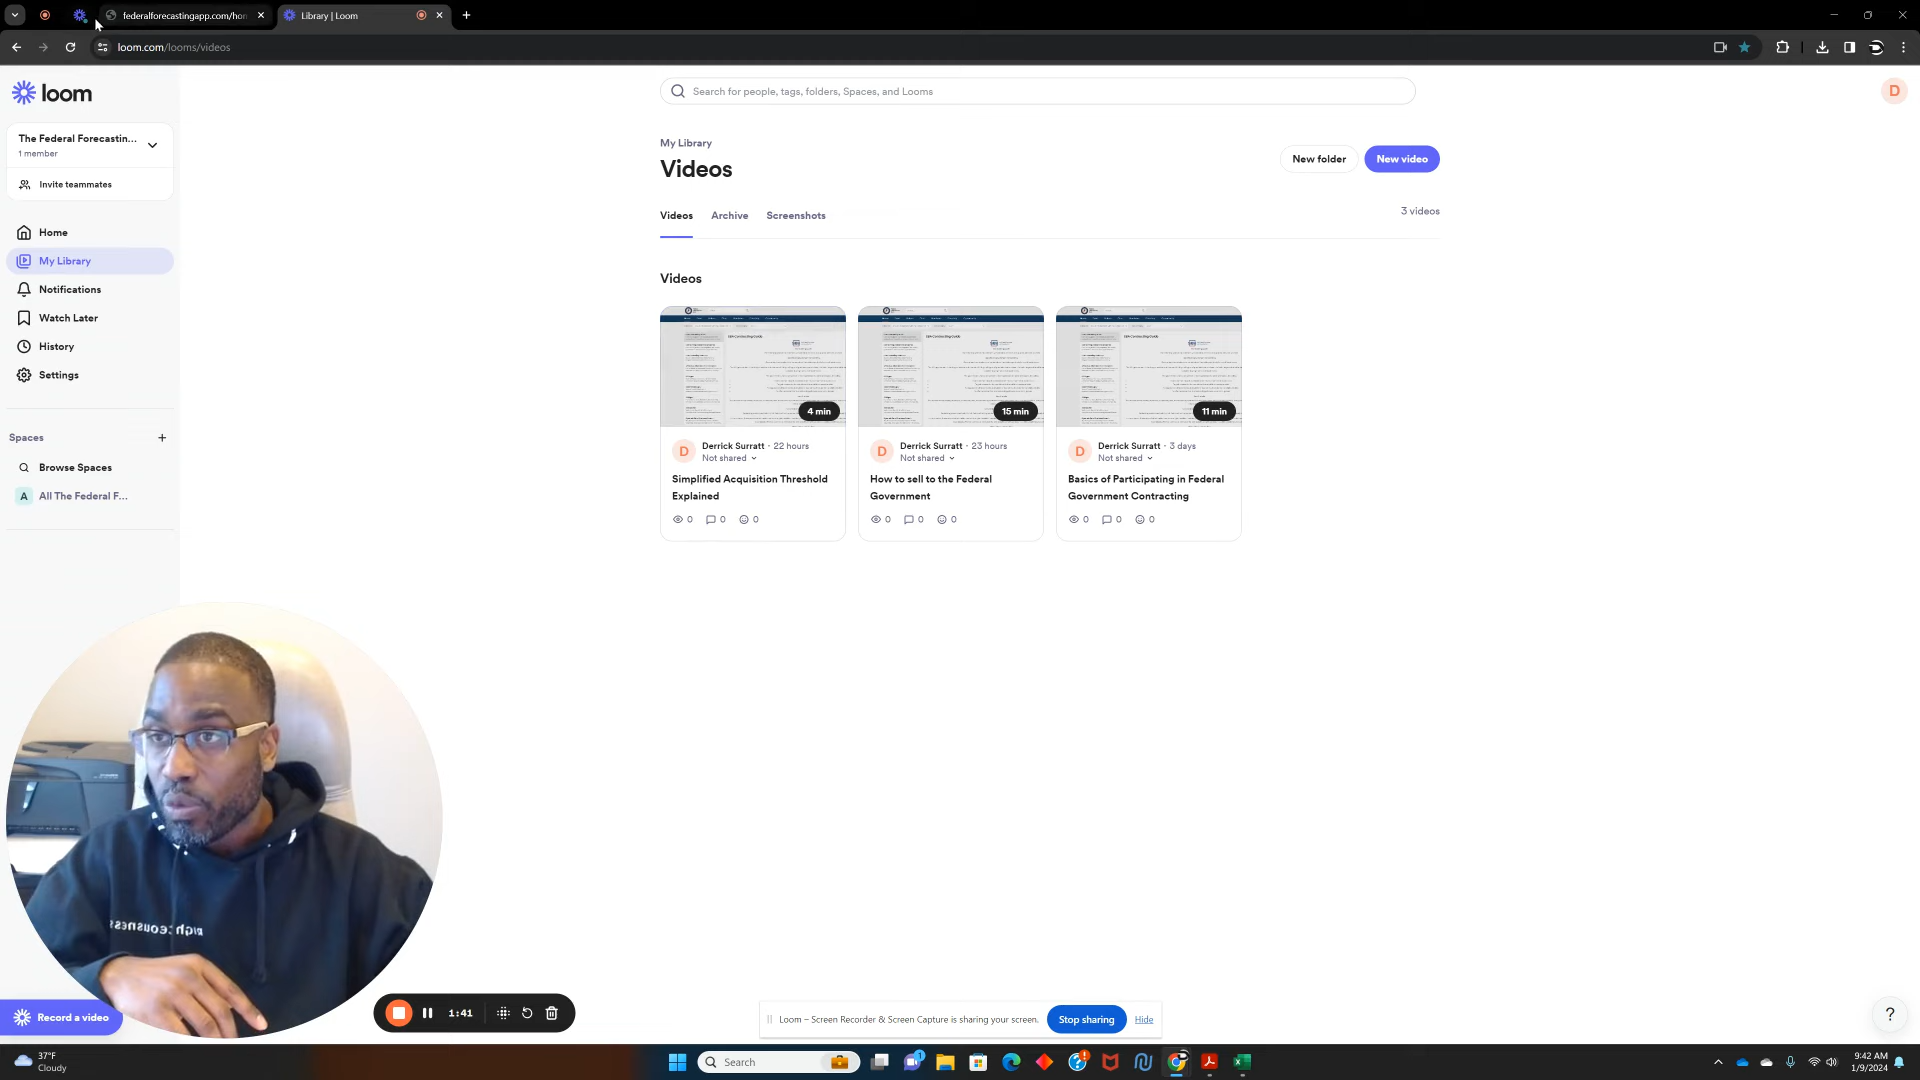 federalforecastingapp.com/hon
Library | Loom
loom.com/looms/videos
loom
Search for people, tags, folders, Spaces, and Looms
D
The Federal Forecastin...
1 member
Invite teammates
My Library
Videos
New folder
New video
Videos
Archive
Screenshots
3 videos
Home
My Library
Notifications
Watch Later
History
Settings
Spaces
Browse Spaces
A
All The Federal F...
Videos
4 min
15 min
11 min
D
Derrick Surratt · 22 hours
Not shared
Simplified Acquisition Threshold
Explained
0 0 0
D
Derrick Surratt · 23 hours
Not shared
How to sell to the Federal
Government
0 0 0
D
Derrick Surratt · 3 days
Not shared
Basics of Participating in Federal
Government Contracting
0 0 0
righteousness
Record a video
1:41
Loom – Screen Recorder & Screen Capture is sharing your screen.
Stop sharing
Hide
?
37°F
Cloudy
Search
1
9:42 AM
1/9/2024